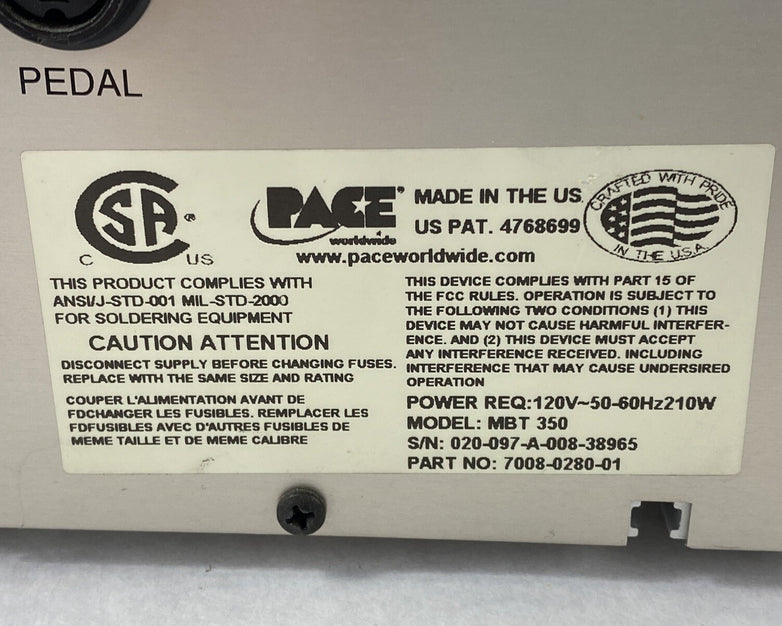 PEDAL
CSA®
C US
PACE®
worldwide
MADE IN THE US
US PAT. 4768699
CRAFTED WITH PRIDE
IN THE U.S.A.
www.paceworldwide.com
THIS PRODUCT COMPLIES WITH
ANSI/J-STD-001 MIL-STD-2000
FOR SOLDERING EQUIPMENT
CAUTION ATTENTION
DISCONNECT SUPPLY BEFORE CHANGING FUSES.
REPLACE WITH THE SAME SIZE AND RATING
COUPER L'ALIMENTATION AVANT DE
FDCHANGER LES FUSIBLES. REMPLACER LES
FDFUSIBLES AVEC D'AUTRES FUSIBLES DE
MEME TAILLE ET DE MEME CALIBRE
THIS DEVICE COMPLIES WITH PART 15 OF
THE FCC RULES. OPERATION IS SUBJECT TO
THE FOLLOWING TWO CONDITIONS (1) THIS
DEVICE MAY NOT CAUSE HARMFUL INTERFER-
ENCE. AND (2) THIS DEVICE MUST ACCEPT
ANY INTERFERENCE RECEIVED. INCLUDING
INTERFERENCE THAT MAY CAUSE UNDERSIRED
OPERATION
POWER REQ:120V~50-60Hz210W
MODEL: MBT 350
S/N: 020-097-A-008-38965
PART NO: 7008-0280-01